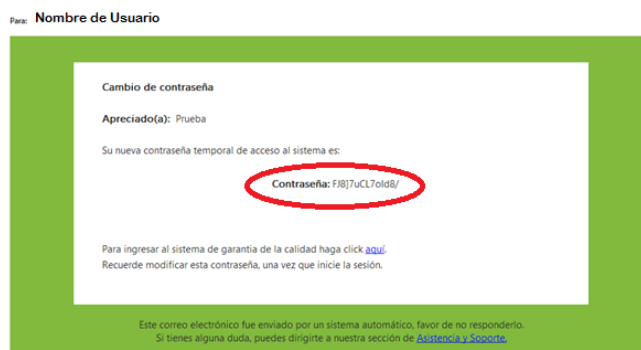 Para: Nombre de Usuario
Cambio de contraseña
Apreciado(a): Prueba
Su nueva contraseña temporal de acceso al sistema es:
Contraseña: FJ8]7uCL7old8/
Para ingresar al sistema de garantia de la calidad haga click aquí.
Recuerde modificar esta contraseña, una vez que inicie la sesión.
Este correo electrónico fue enviado por un sistema automático, favor de no responderlo.
Si tienes alguna duda, puedes dirigirte a nuestra sección de Asistencia y Soporte.